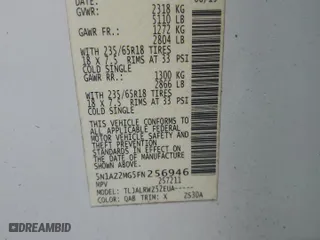 GVWR: 2318 KG
5110 LB
GAWR FR.: 1272 KG
2804 LB
WITH 235/65R18 TIRES
18 X 7.5 RIMS AT 33 PSI
COLD SINGLE
GAWR RR.: 1300 KG
2866 LB
WITH 235/65R18 TIRES
18 X 7.5 RIMS AT 33 PSI
COLD SINGLE
THIS VEHICLE CONFORMS TO ALL
APPLICABLE U.S. FEDERAL
MOTOR VEHICLE SAFETY AND
THEFT PREVENTION STANDARDS
IN EFFECT ON THE DATE OF
MANUFACTURE SHOWN ABOVE.
MPV 257211
MODEL:
COLOR: QAB TRIM: X 2530A
DREAMBID